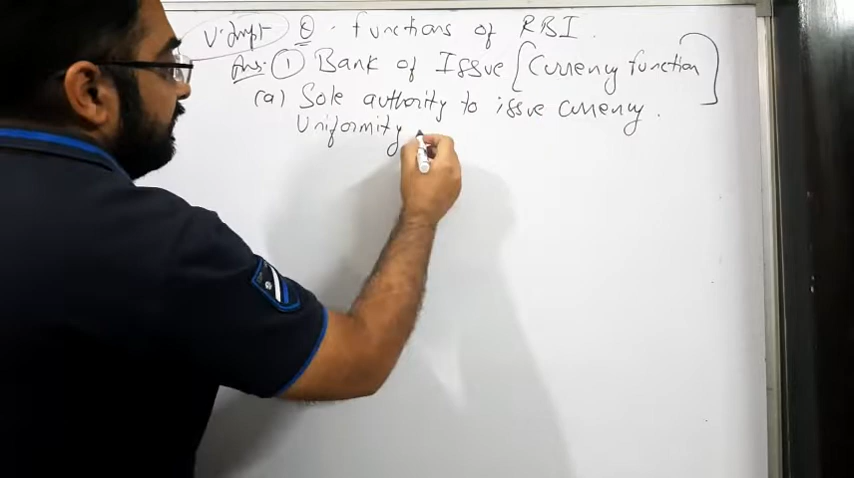 V.Impt Q. functions of RBI.
Ans: (1) Bank of Issue [Currency function]
(a) Sole authority to issue currency.
Uniformity